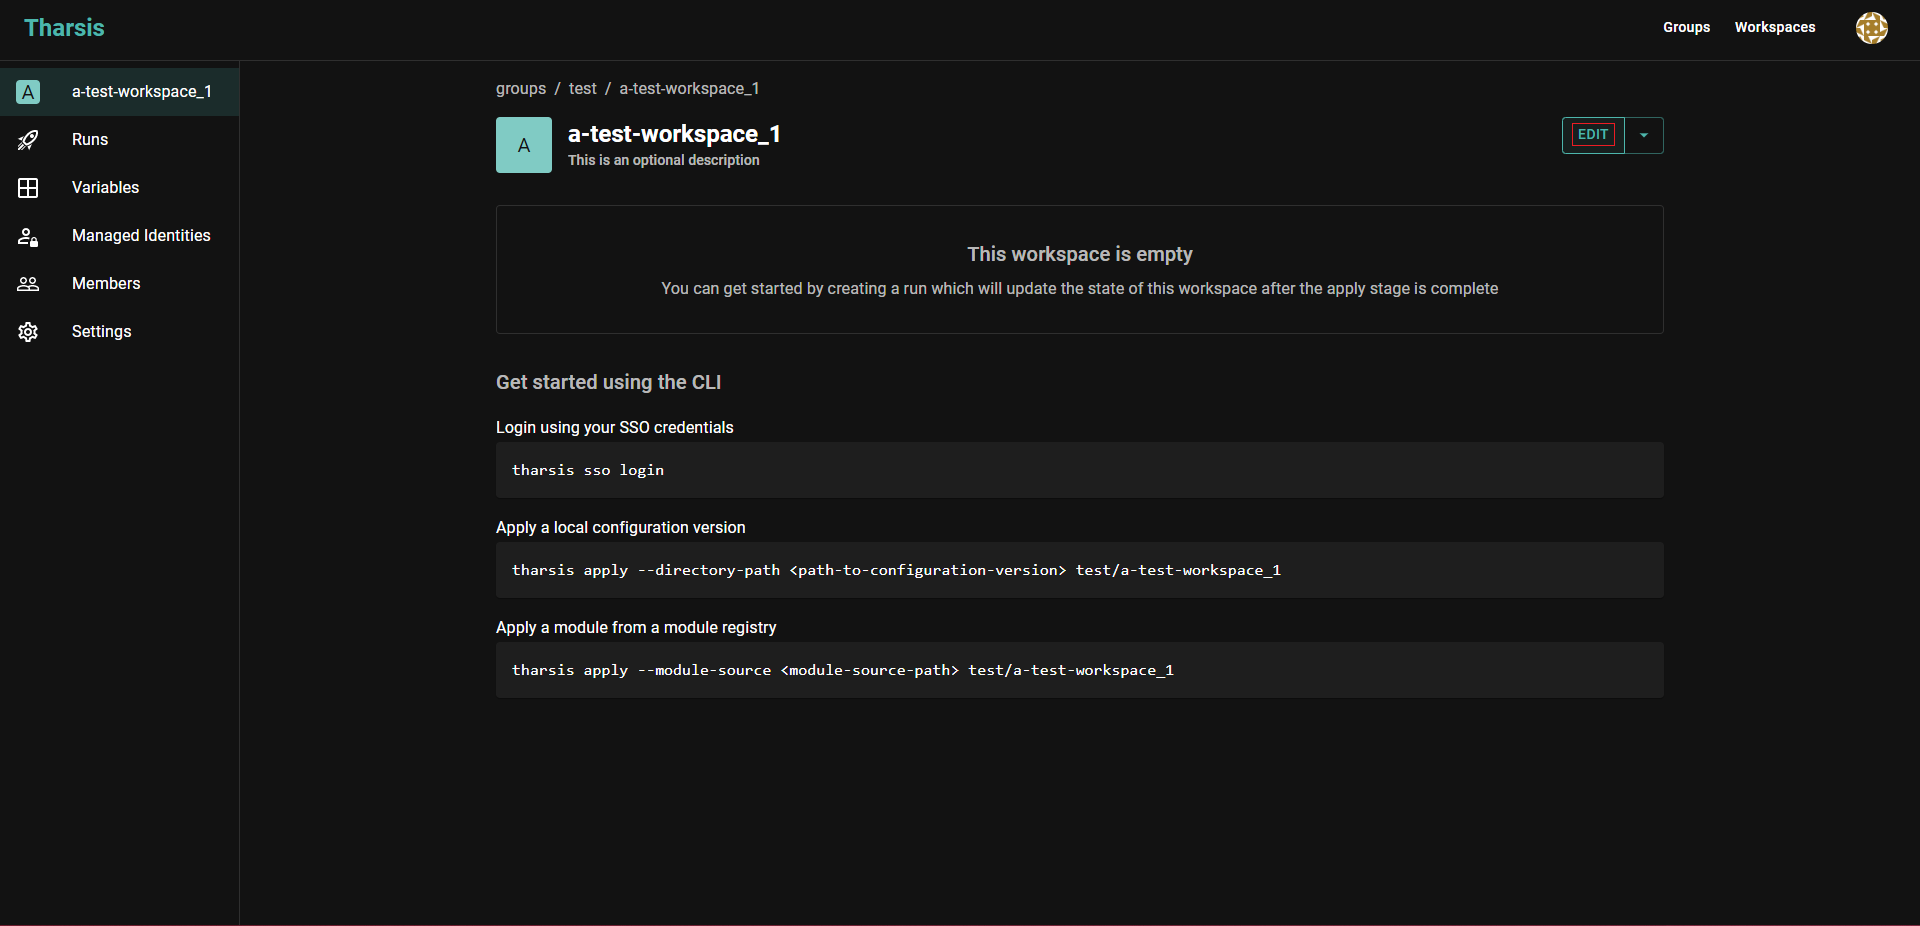 Tharsis
Groups
Workspaces
A
a-test-workspace_1
Runs
Variables
Managed Identities
Members
Settings
groups / test / a-test-workspace_1
A
a-test-workspace_1
This is an optional description
EDIT
This workspace is empty
You can get started by creating a run which will update the state of this workspace after the apply stage is complete
Get started using the CLI
Login using your SSO credentials
tharsis sso login
Apply a local configuration version
tharsis apply --directory-path <path-to-configuration-version> test/a-test-workspace_1
Apply a module from a module registry
tharsis apply --module-source <module-source-path> test/a-test-workspace_1